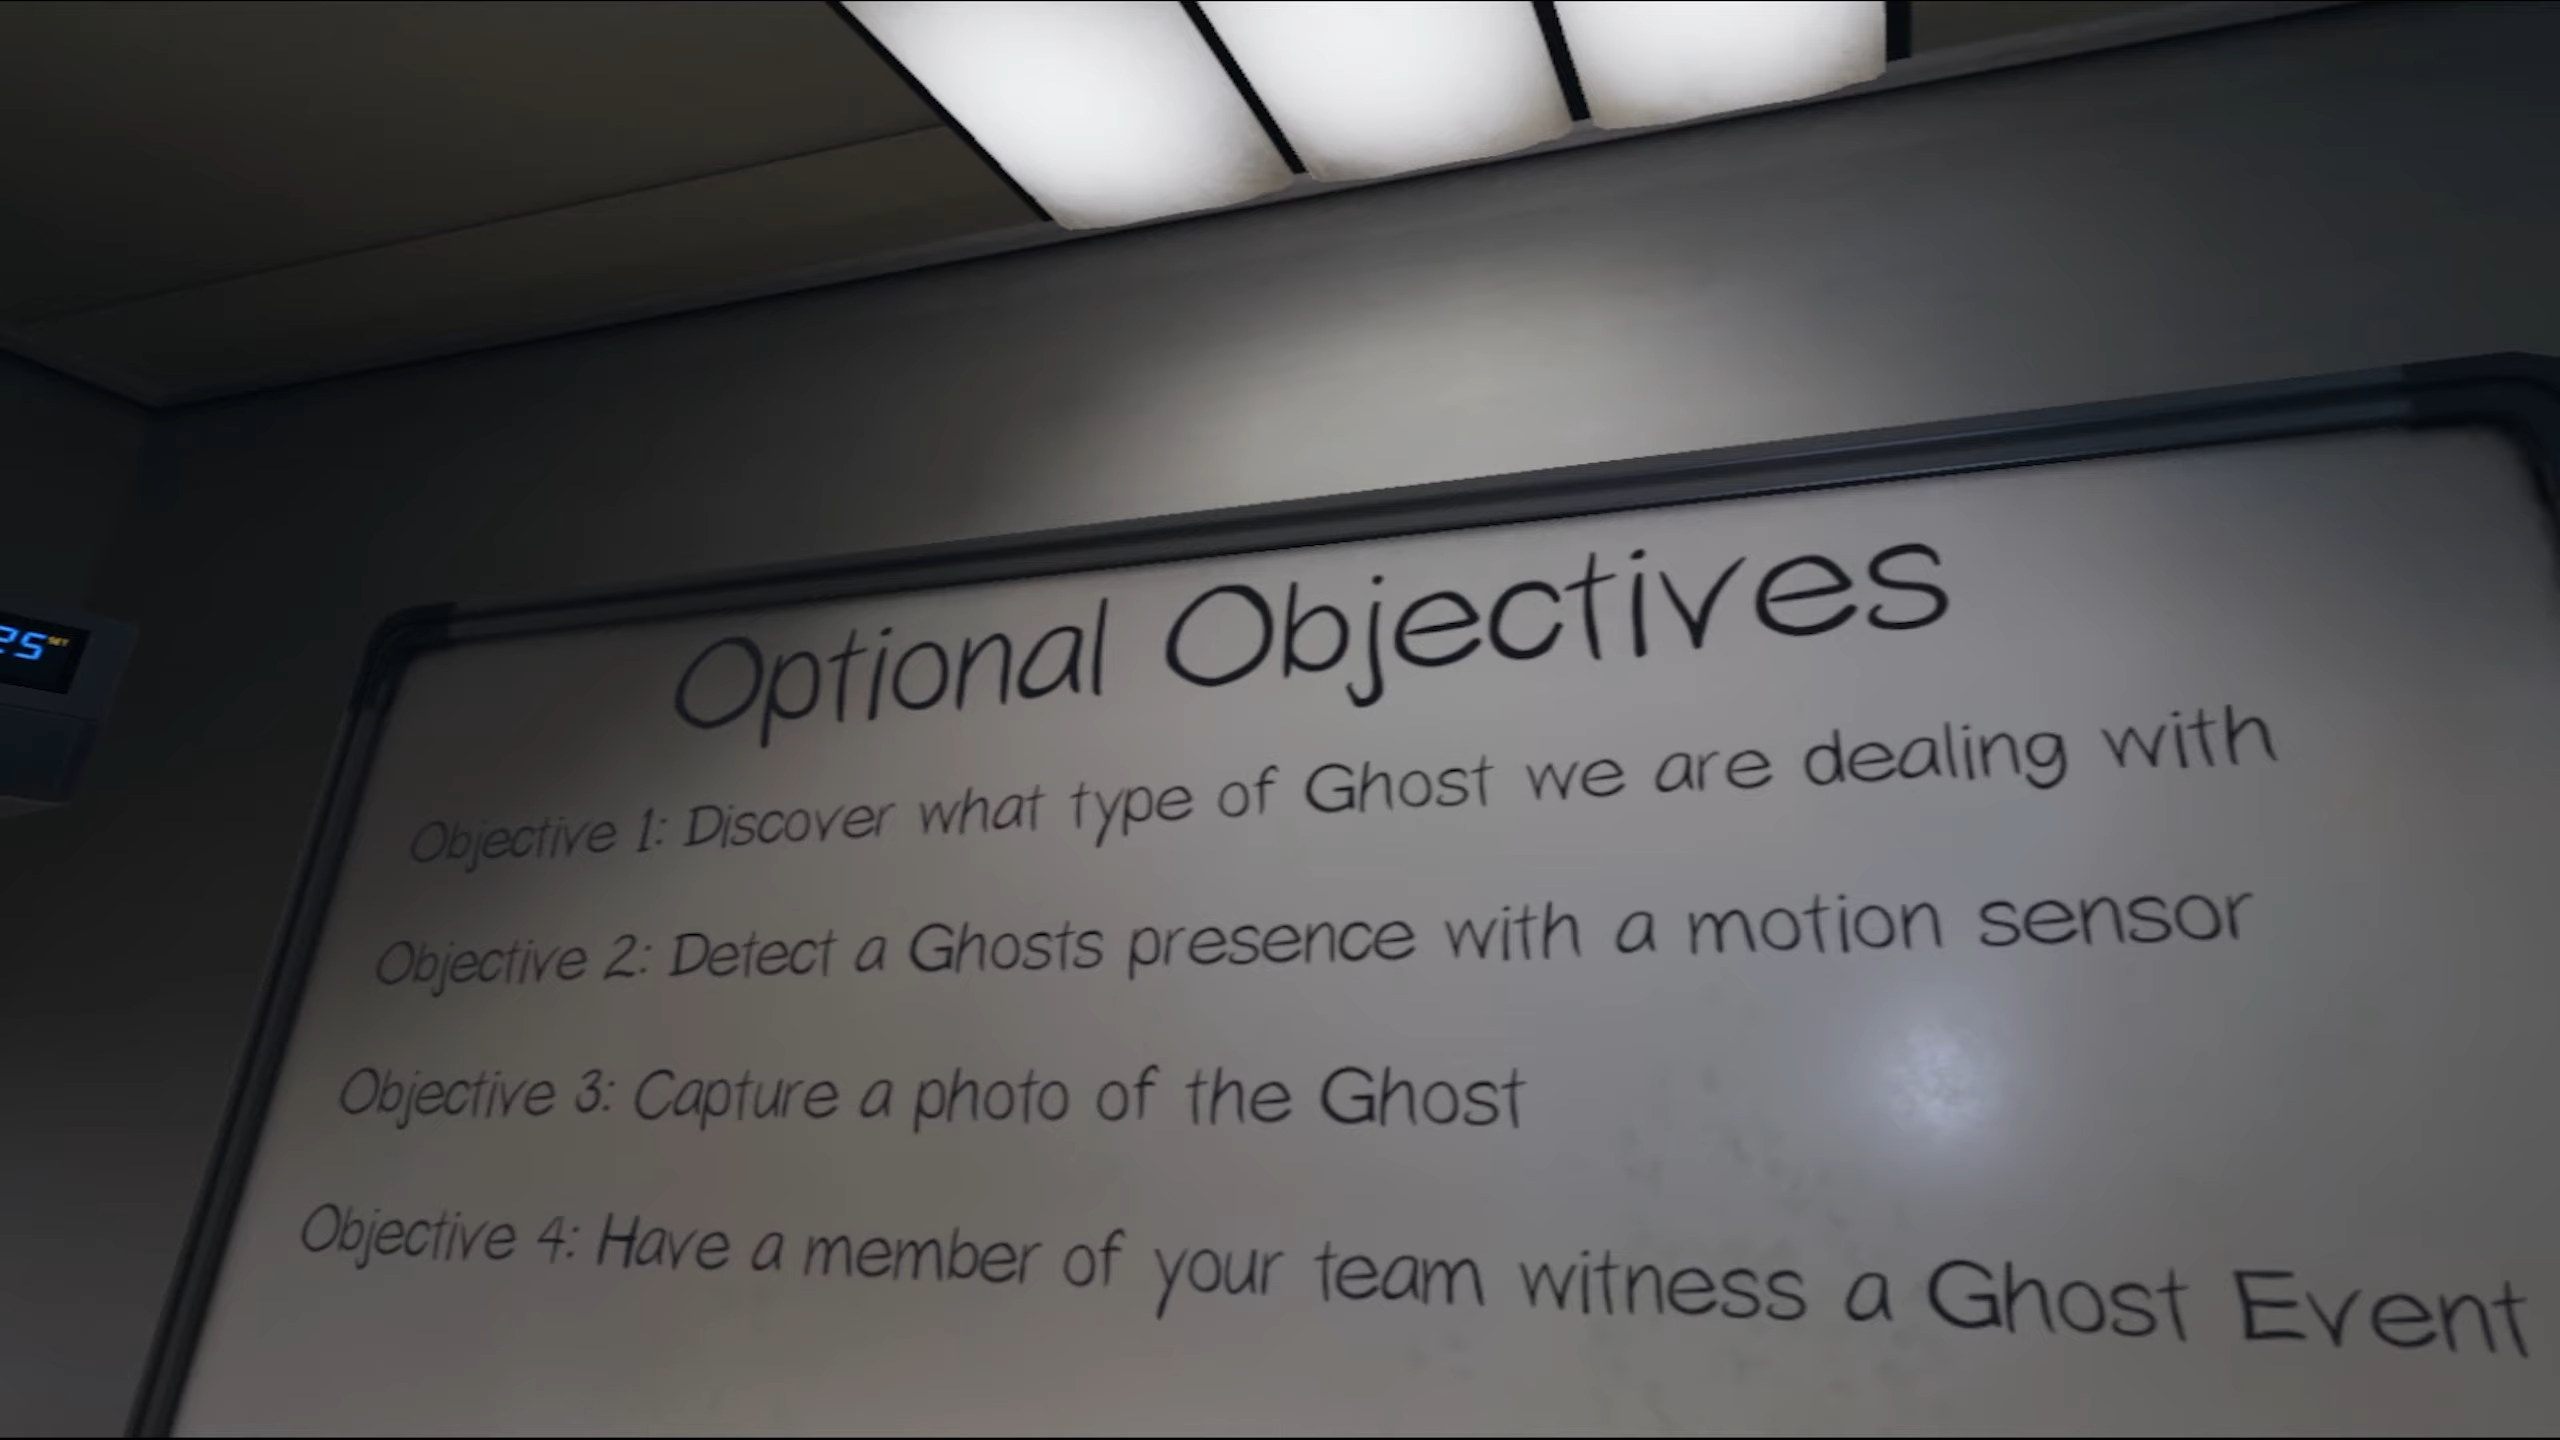 Optional Objectives
Objective 1: Discover what type of Ghost we are dealing with
25 SET
Objective 2: Detect a Ghosts presence with a motion sensor
Objective 3: Capture a photo of the Ghost
Objective 4: Have a member of your team witness a Ghost Event